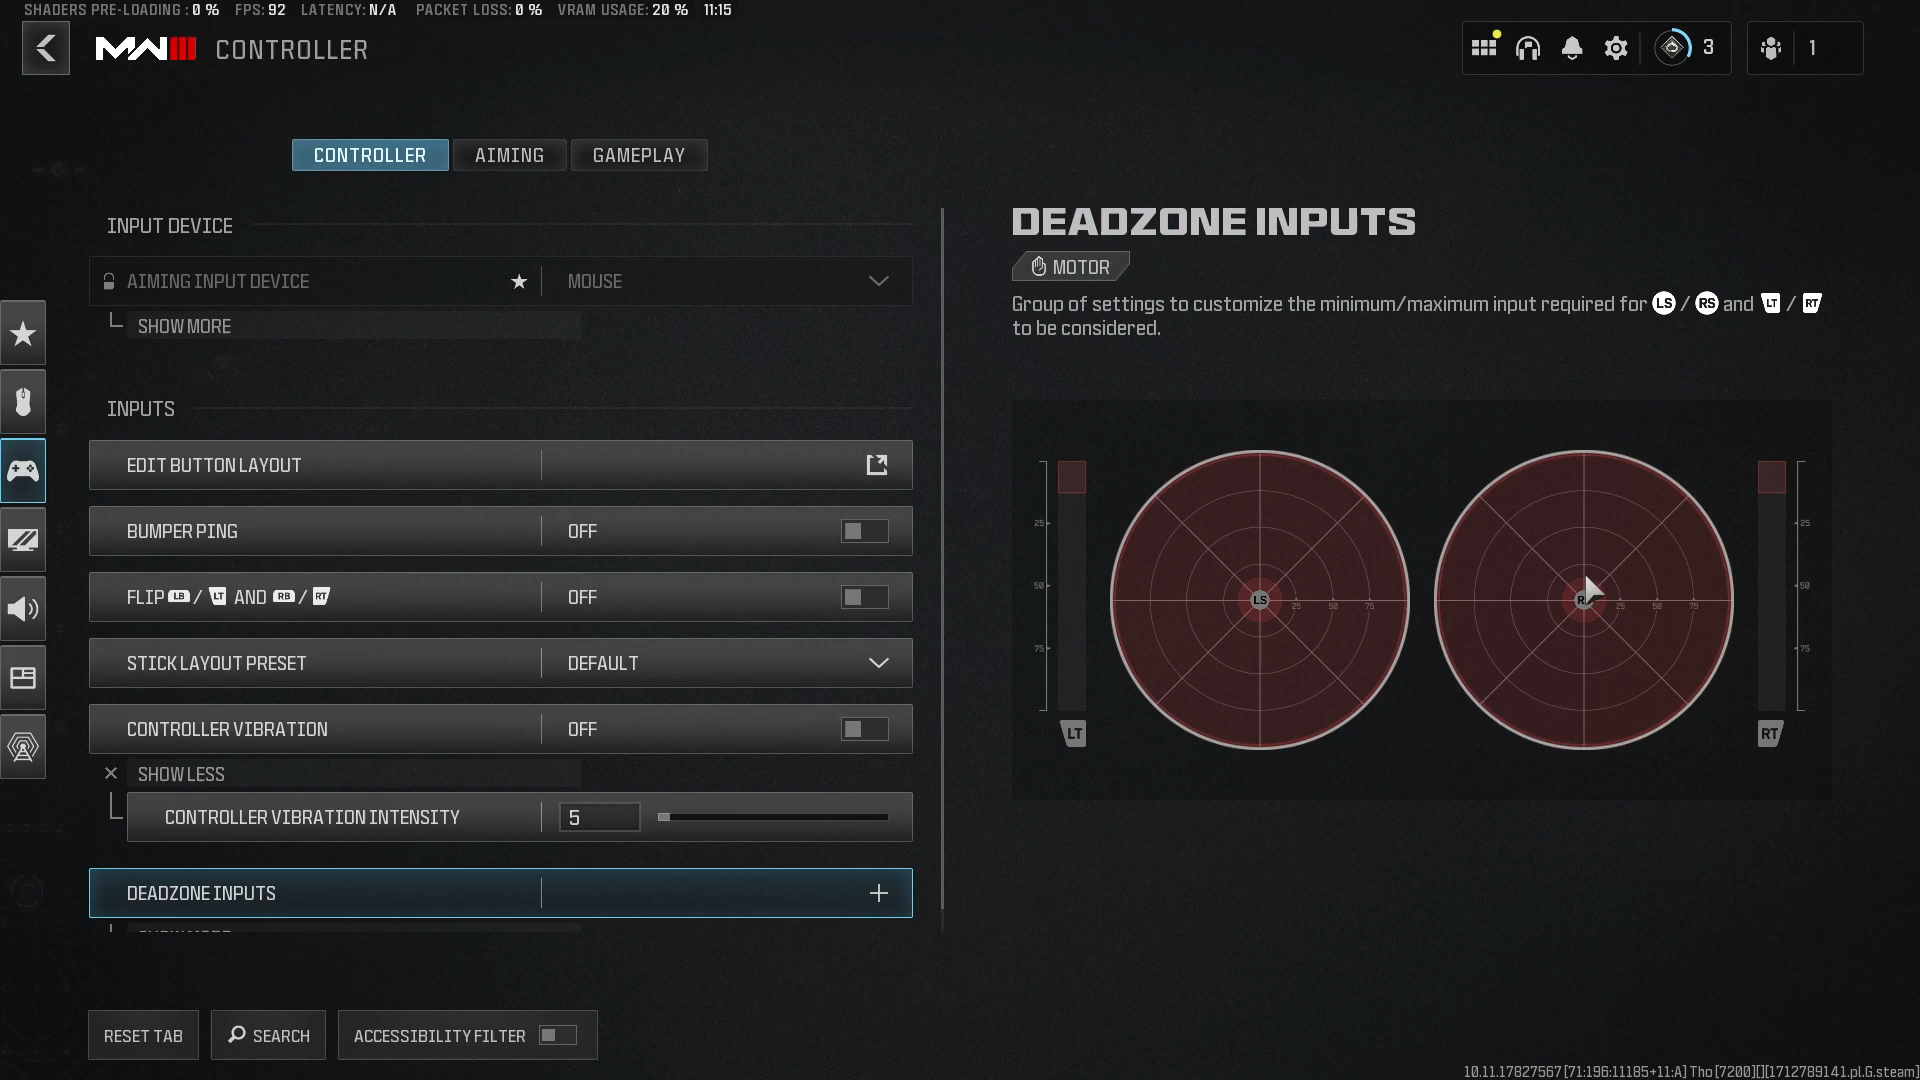 SHADERS PRE-LOADING : 0 % FPS: 92 LATENCY: N/A PACKET LOSS: 0 % VRAM USAGE: 20 % 11:15
MWIII CONTROLLER
3
1
CONTROLLER AIMING GAMEPLAY
INPUT DEVICE
AIMING INPUT DEVICE MOUSE
SHOW MORE
INPUTS
EDIT BUTTON LAYOUT
BUMPER PING OFF
FLIP LB / LT AND RB / RT OFF
STICK LAYOUT PRESET DEFAULT
CONTROLLER VIBRATION OFF
SHOW LESS
CONTROLLER VIBRATION INTENSITY 5
DEADZONE INPUTS
DEADZONE INPUTS
MOTOR
Group of settings to customize the minimum/maximum input required for LS / RS and LT / RT
to be considered.
25
50
75
LT
LS 25 50 75
25 50 75
25
50
75
RT
RESET TAB SEARCH ACCESSIBILITY FILTER
10.11.17827567 [71:196:11185+11:A] Tho [7200][][1712789141.pl.G.steam]